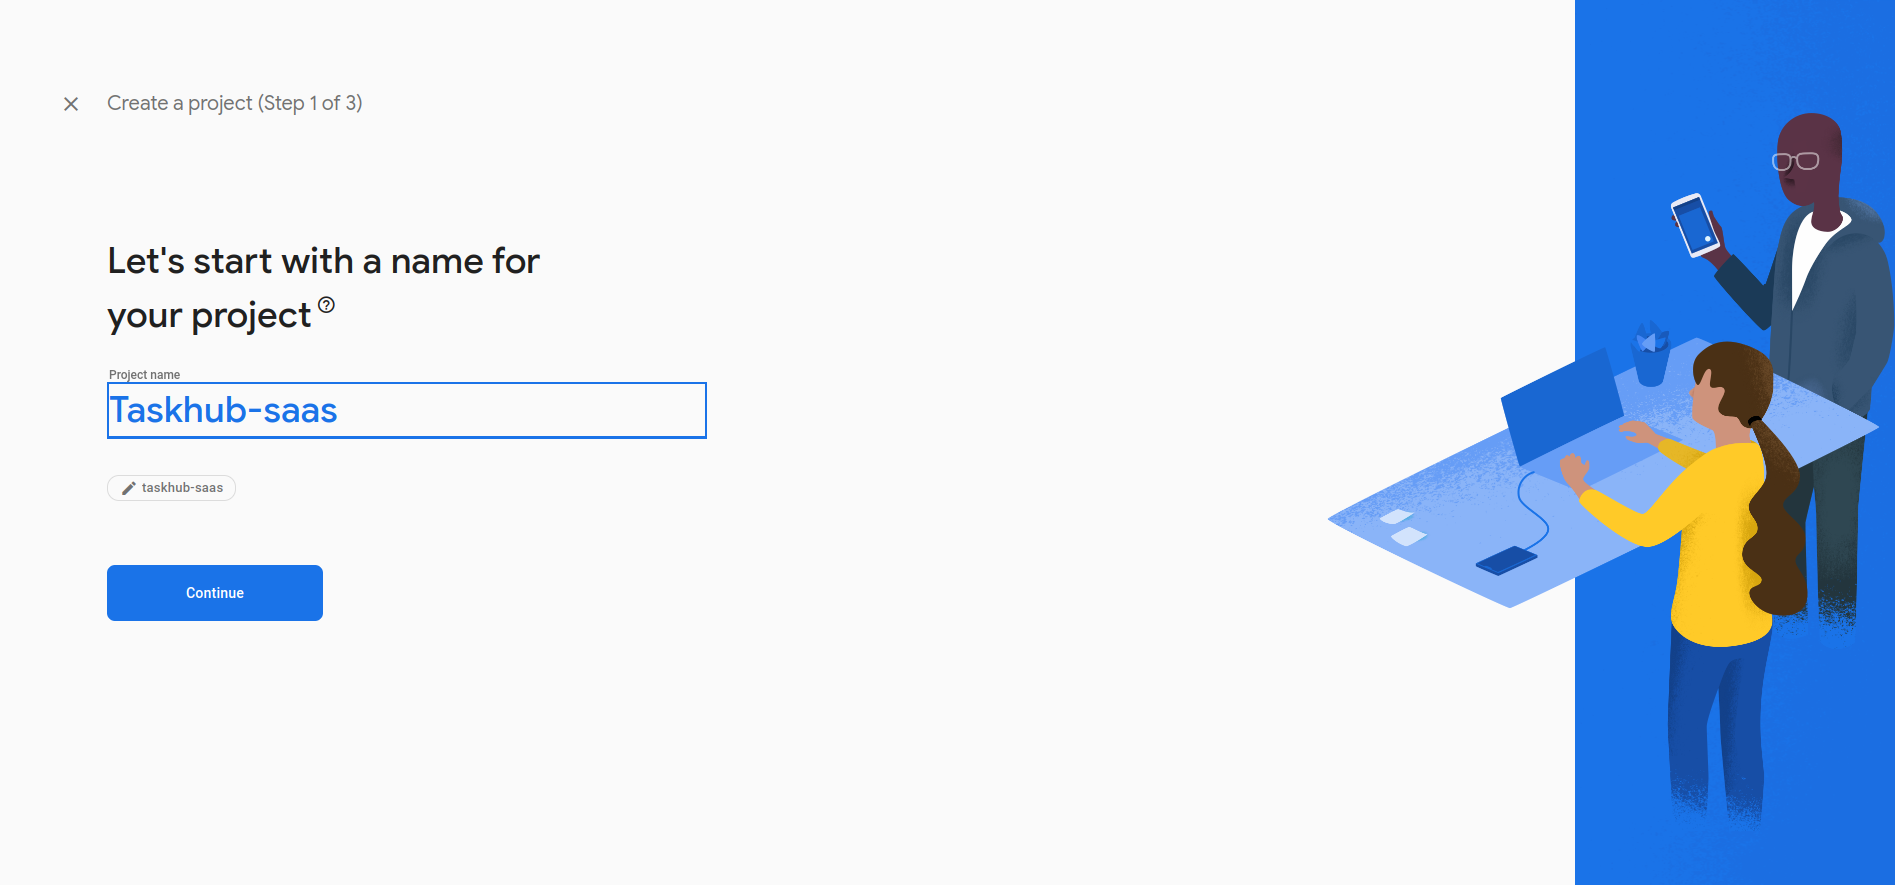 Create a project (Step 1 of 3)
Let's start with a name for
your project
Project name
Taskhub-saas
taskhub-saas
Continue